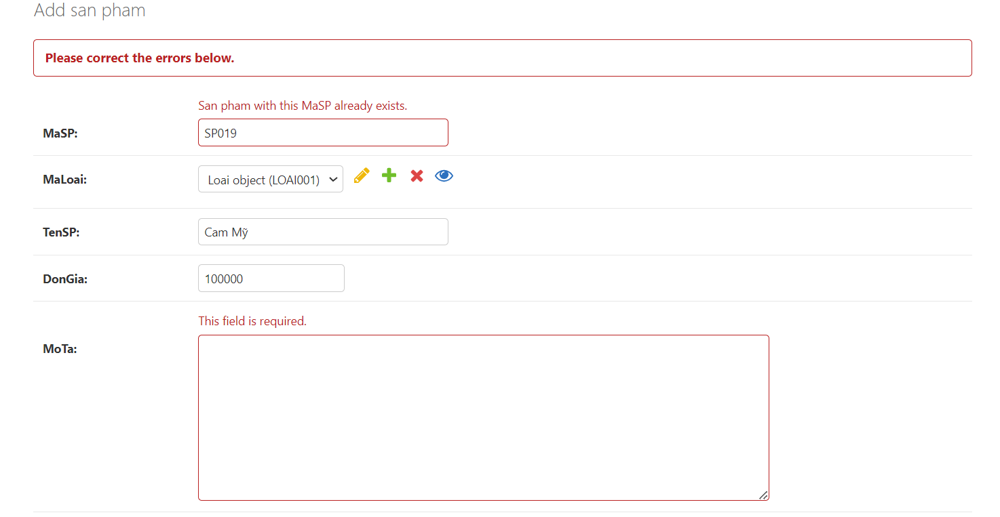 Add san pham
Please correct the errors below.
San pham with this MaSP already exists.
MaSP: SP019
MaLoai: Loai object (LOAI001)
TenSP: Cam Mỹ
DonGia: 100000
This field is required.
MoTa: